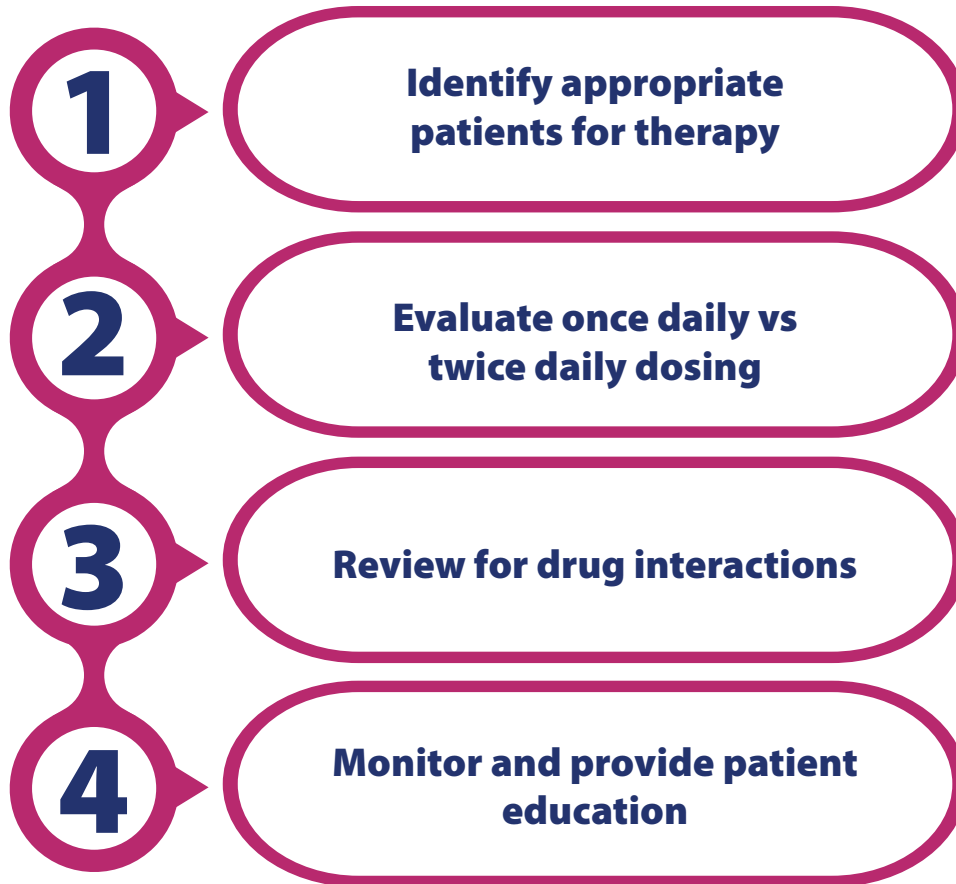 1
Identify appropriate
patients for therapy
2
Evaluate once daily vs
twice daily dosing
3
Review for drug interactions
4
Monitor and provide patient
education